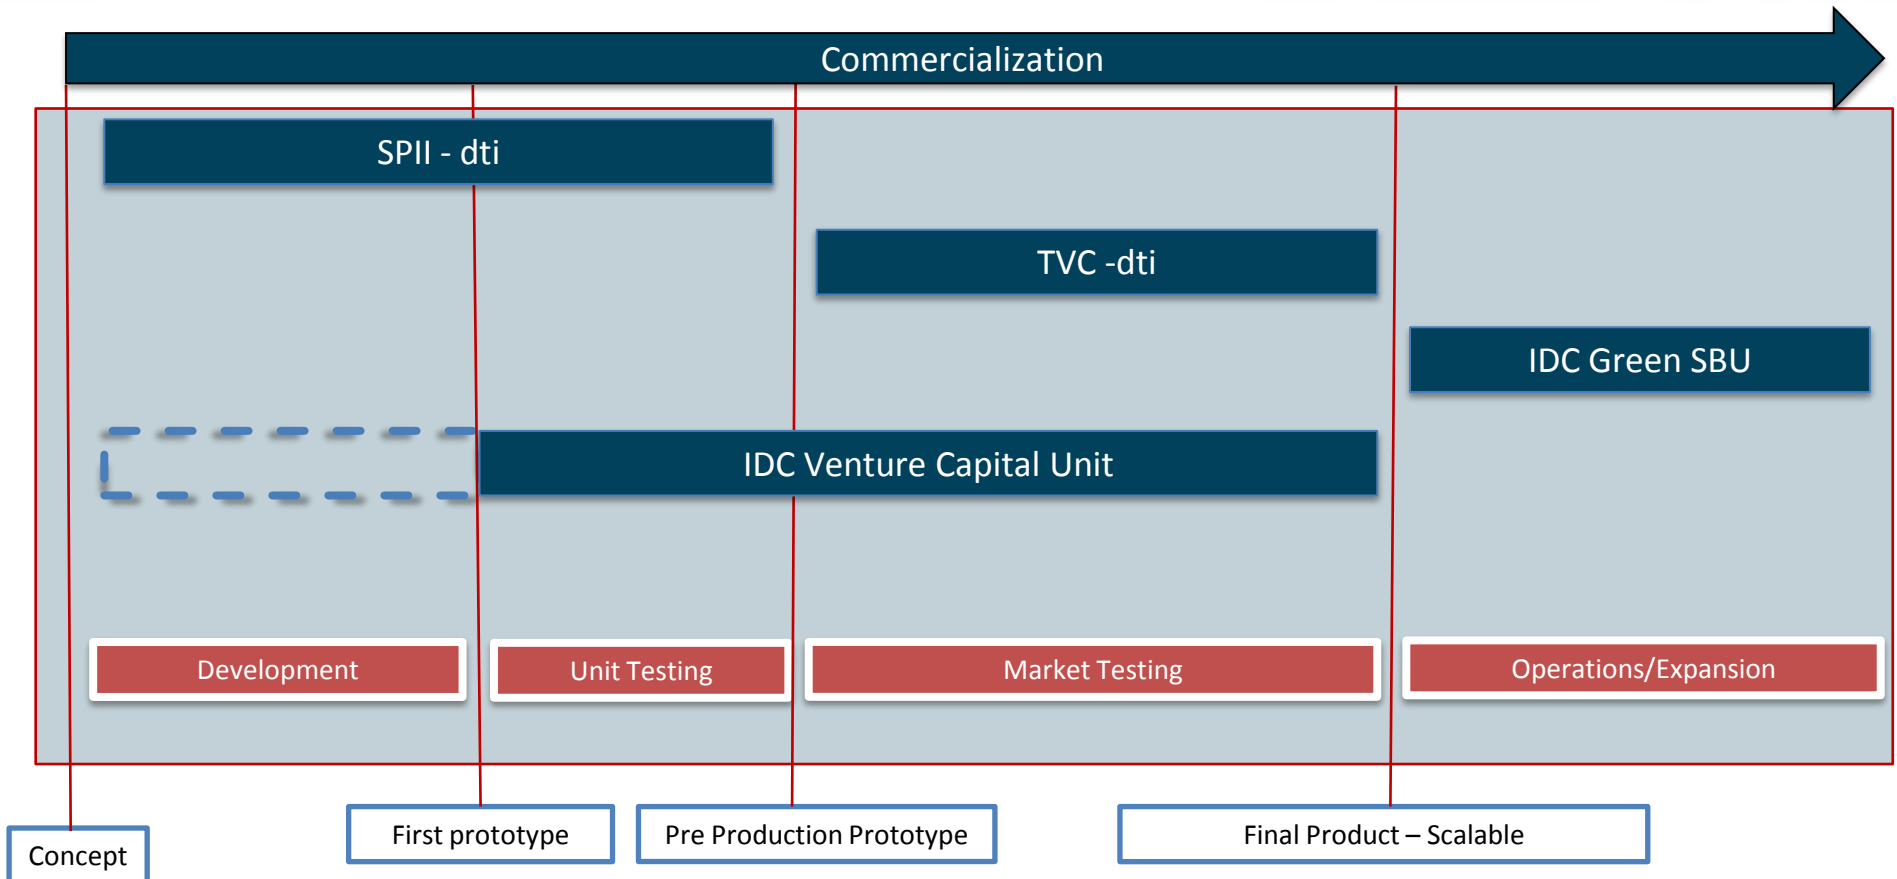 Commercialization
SPII - dti
TVC -dti
IDC Green SBU
IDC Venture Capital Unit
Development
Unit Testing
Market Testing
Operations/Expansion
First prototype
Pre Production Prototype
Final Product – Scalable
Concept